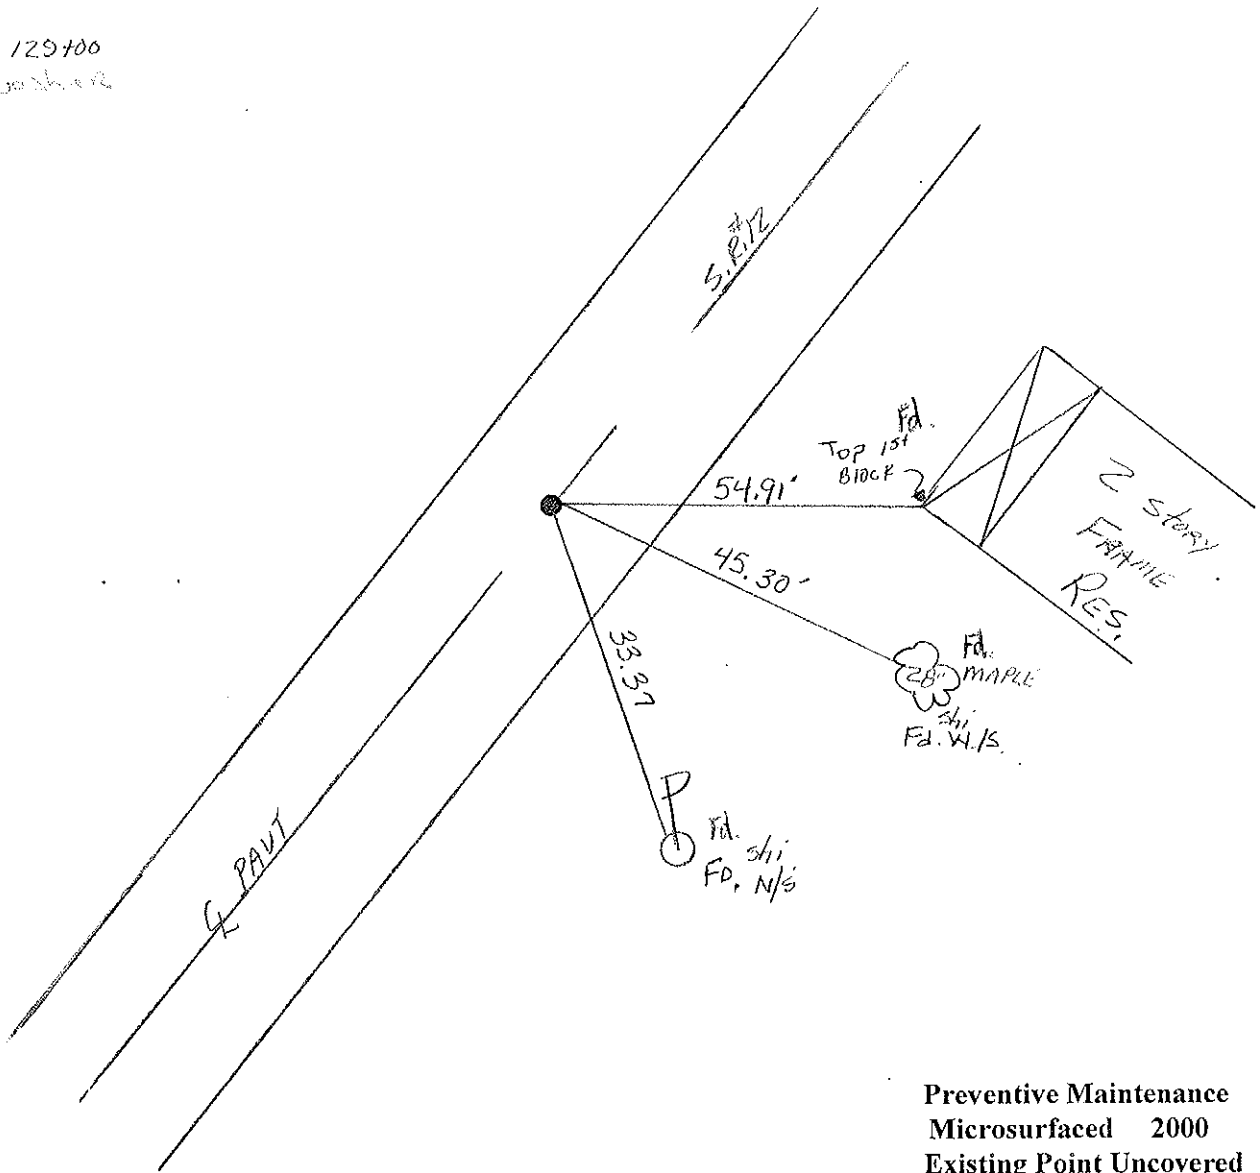 129+00
S.R. #12
Fd.
Top 1st
BLOCK
54.91'
2 STORY
FRAME
RES.
45.30'
33.37
Fd.
28" MAPLE
shi
Fd. W./S.
P
Fd. shi
FD. N/S
℄ PAVT
Preventive Maintenance
Microsurfaced 2000
Existing Point Uncovered